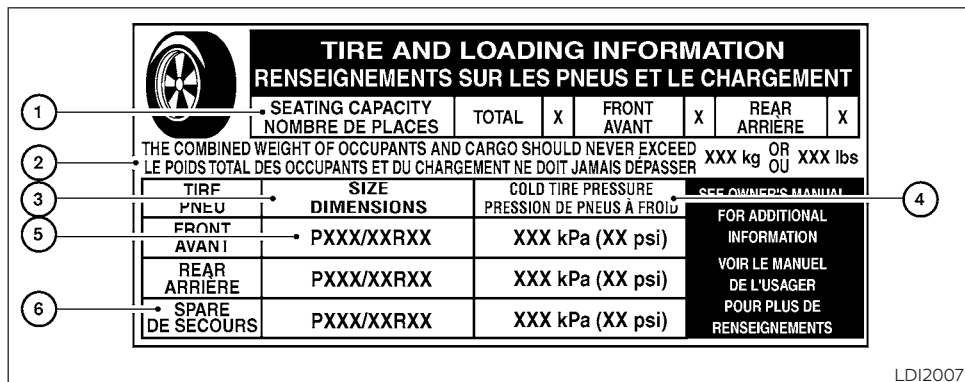 TIRE AND LOADING INFORMATION
RENSEIGNEMENTS SUR LES PNEUS ET LE CHARGEMENT
1
SEATING CAPACITY
NOMBRE DE PLACES
TOTAL
X
FRONT
AVANT
X
REAR
ARRIÈRE
X
2
THE COMBINED WEIGHT OF OCCUPANTS AND CARGO SHOULD NEVER EXCEED
LE POIDS TOTAL DES OCCUPANTS ET DU CHARGEMENT NE DOIT JAMAIS DÉPASSER
XXX kg OR XXX lbs
OU
3
TIRE
PNEU
SIZE
DIMENSIONS
COLD TIRE PRESSURE
PRESSION DE PNEUS À FROID
4
5
FRONT
AVANT
PXXX/XXRXX
XXX kPa (XX psi)
REAR
ARRIÈRE
PXXX/XXRXX
XXX kPa (XX psi)
6
SPARE
DE SECOURS
PXXX/XXRXX
XXX kPa (XX psi)
SEE OWNER'S MANUAL
FOR ADDITIONAL
INFORMATION
VOIR LE MANUEL
DE L'USAGER
POUR PLUS DE
RENSEIGNEMENTS
LDI2007